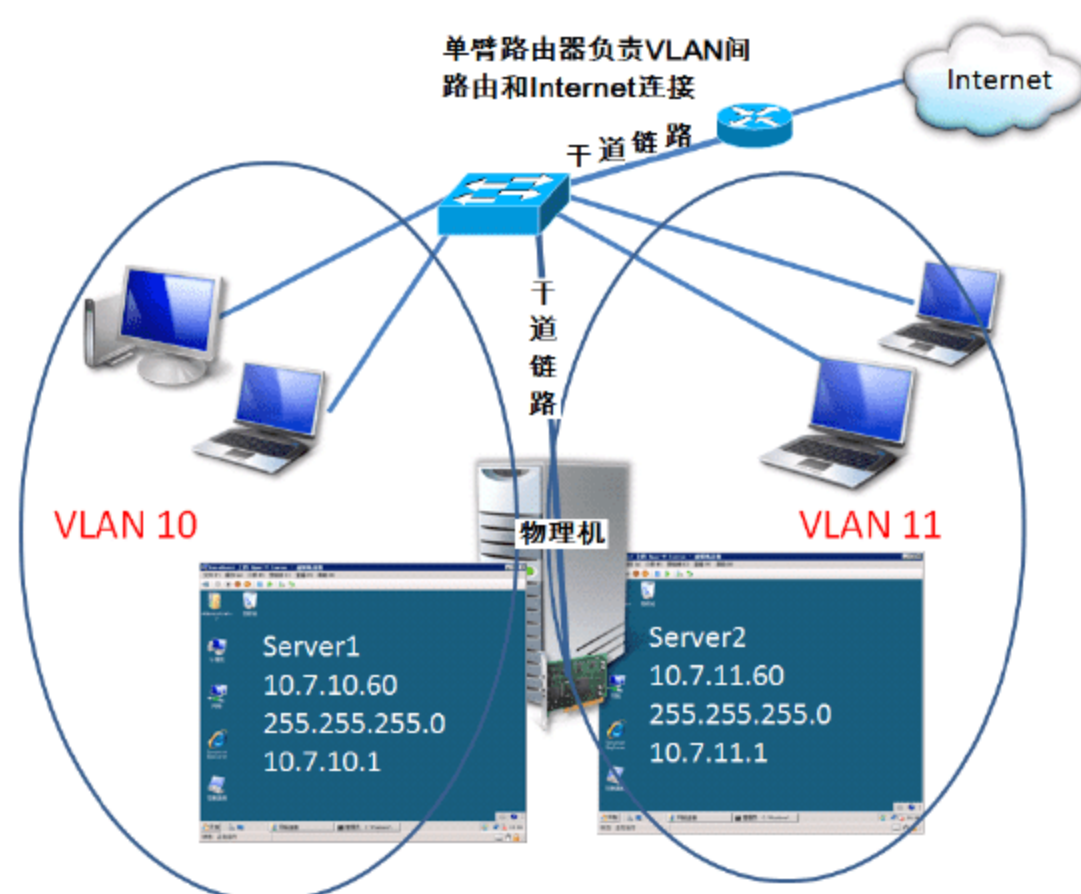 单臂路由器负责VLAN间
路由和Internet连接
Internet
干道链路
干道链路
VLAN 10
VLAN 11
物理机
Server1
10.7.10.60
255.255.255.0
10.7.10.1
Server2
10.7.11.60
255.255.255.0
10.7.11.1